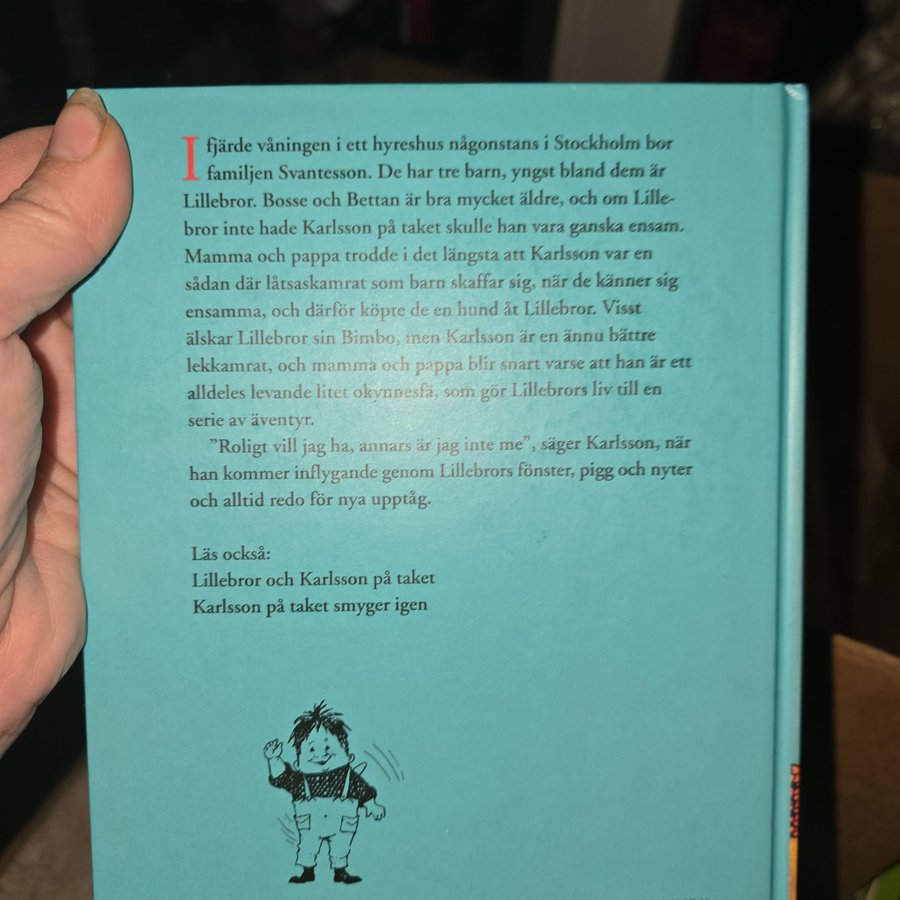 I fjärde våningen i ett hyreshus någonstans i Stockholm bor
familjen Svantesson. De har tre barn, yngst bland dem är
Lillebror. Bosse och Bettan är bra mycket äldre, och om Lille-
bror inte hade Karlsson på taket skulle han vara ganska ensam.
Mamma och pappa trodde i det längsta att Karlsson var en
sådan där låtsaskamrat som barn skaffar sig, när de känner sig
ensamma, och därför köpte de en hund åt Lillebror. Visst
älskar Lillebror sin Bimbo, men Karlsson är en ännu bättre
lekkamrat, och mamma och pappa blir snart varse att han är ett
alldeles levande litet okynnesfä, som gör Lillebrors liv till en
serie av äventyr.
”Roligt vill jag ha, annars är jag inte me”, säger Karlsson, när
han kommer inflygande genom Lillebrors fönster, pigg och nyter
och alltid redo för nya upptåg.
Läs också:
Lillebror och Karlsson på taket
Karlsson på taket smyger igen